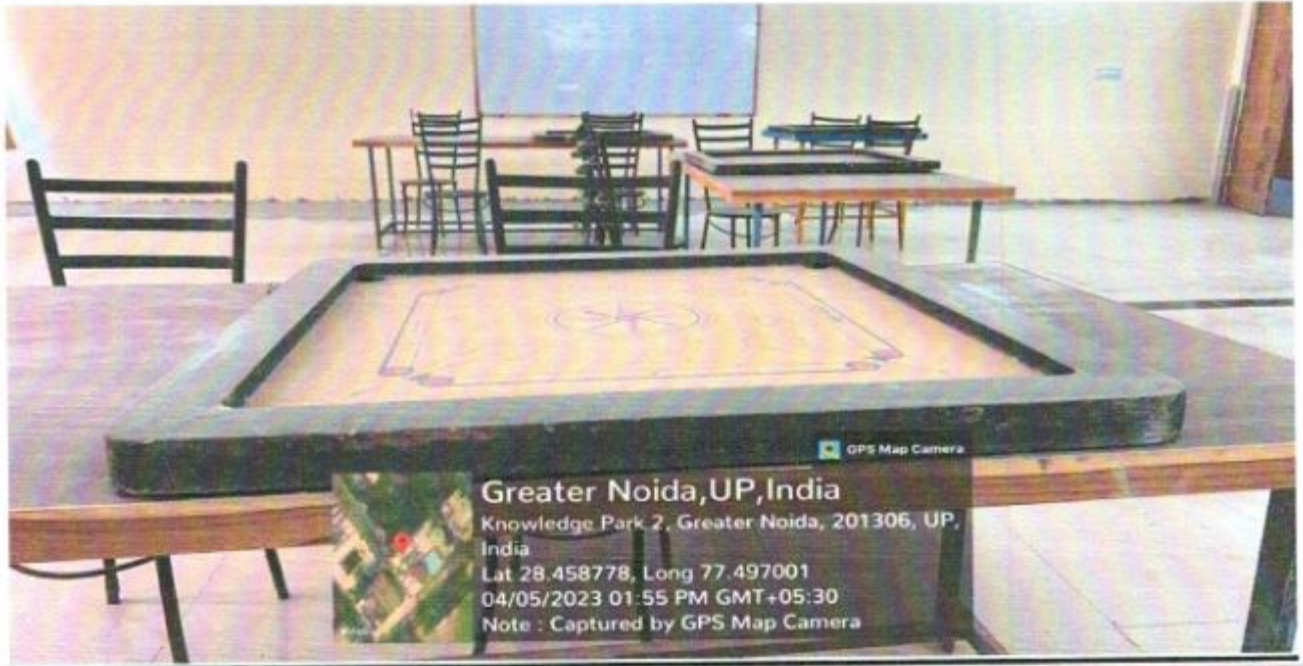 GPS Map Camera
Greater Noida,UP,India
Knowledge Park 2, Greater Noida, 201306, UP,
India
Lat 28.458778, Long 77.497001
04/05/2023 01:55 PM GMT+05:30
Note : Captured by GPS Map Camera